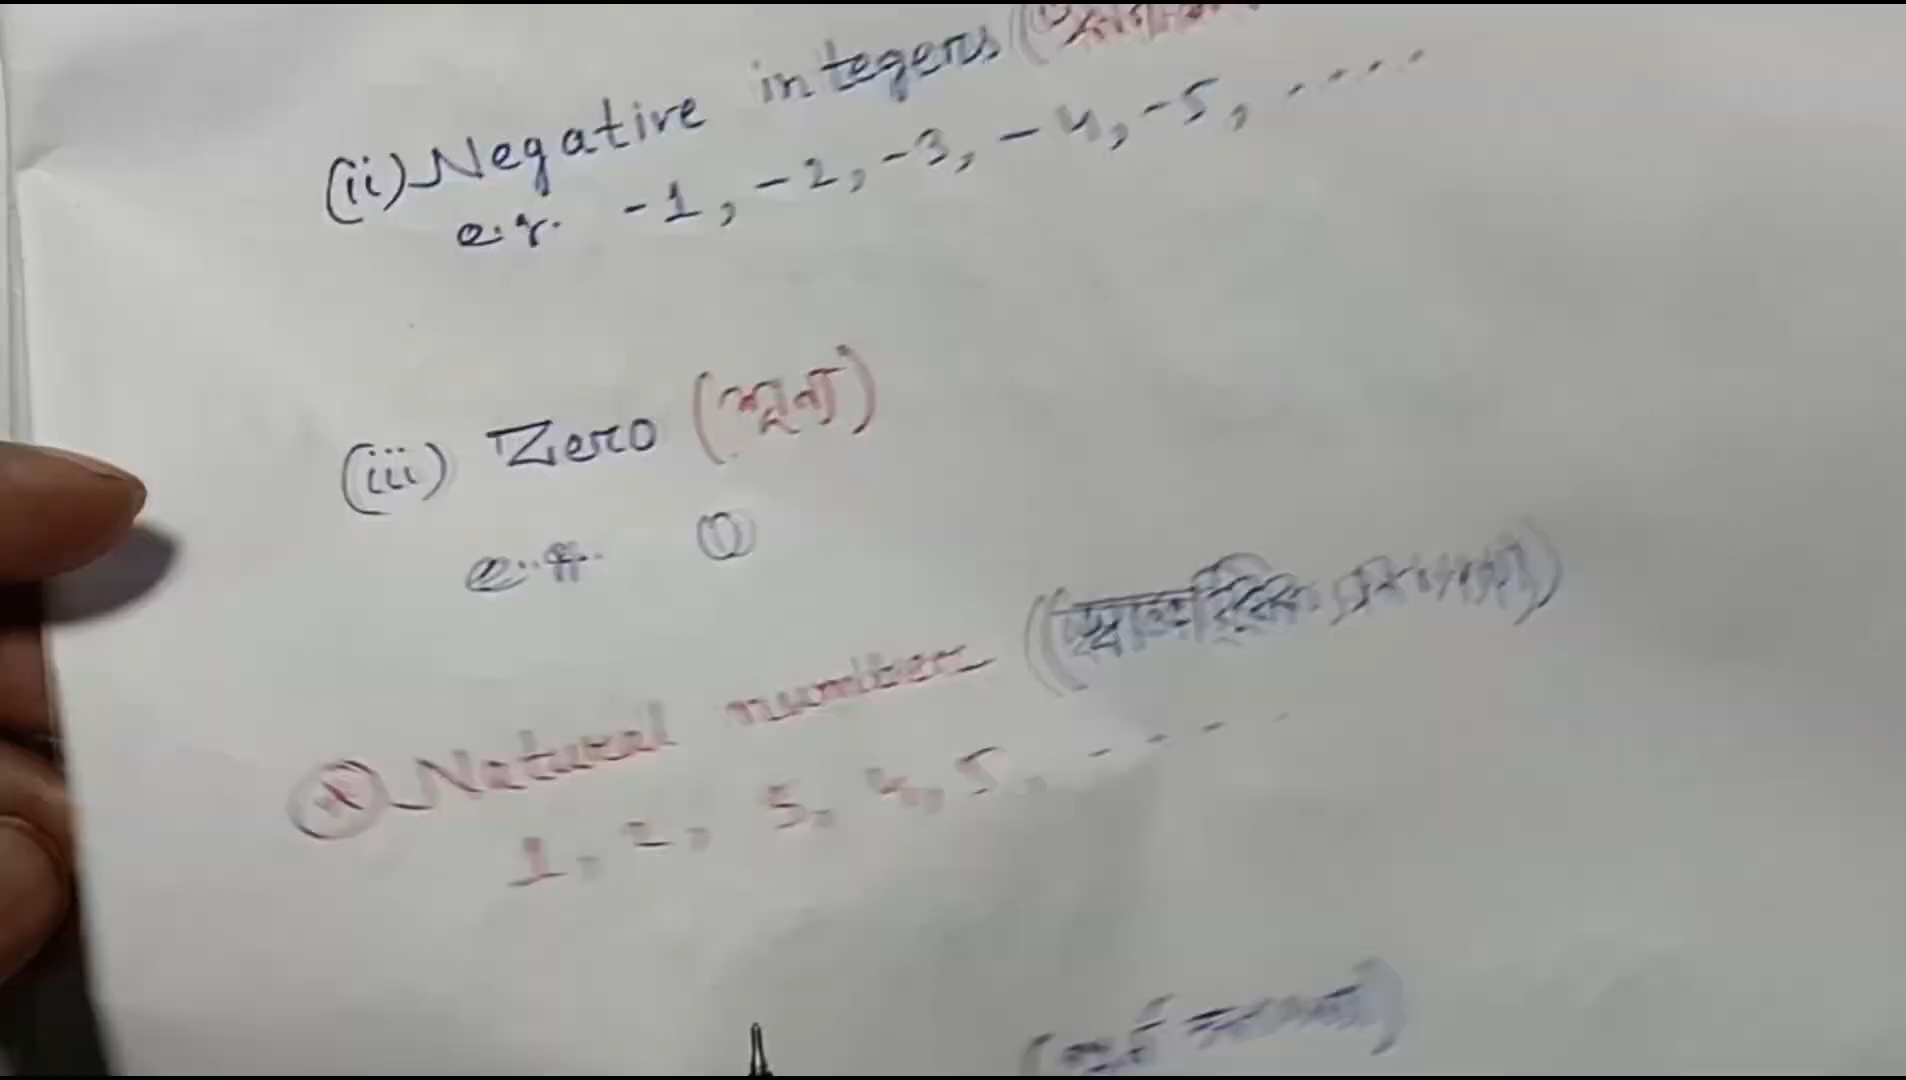 (ii) Negative integers (
e.g. -1, -2, -3, -4, -5, ....
(iii) Zero (শূন্য)
e.g. 0
* Natural number (স্বাভাবিক সংখ্যা)
1, 2, 3, 4, 5, - - - -
(পূর্ণ সংখ্যা)